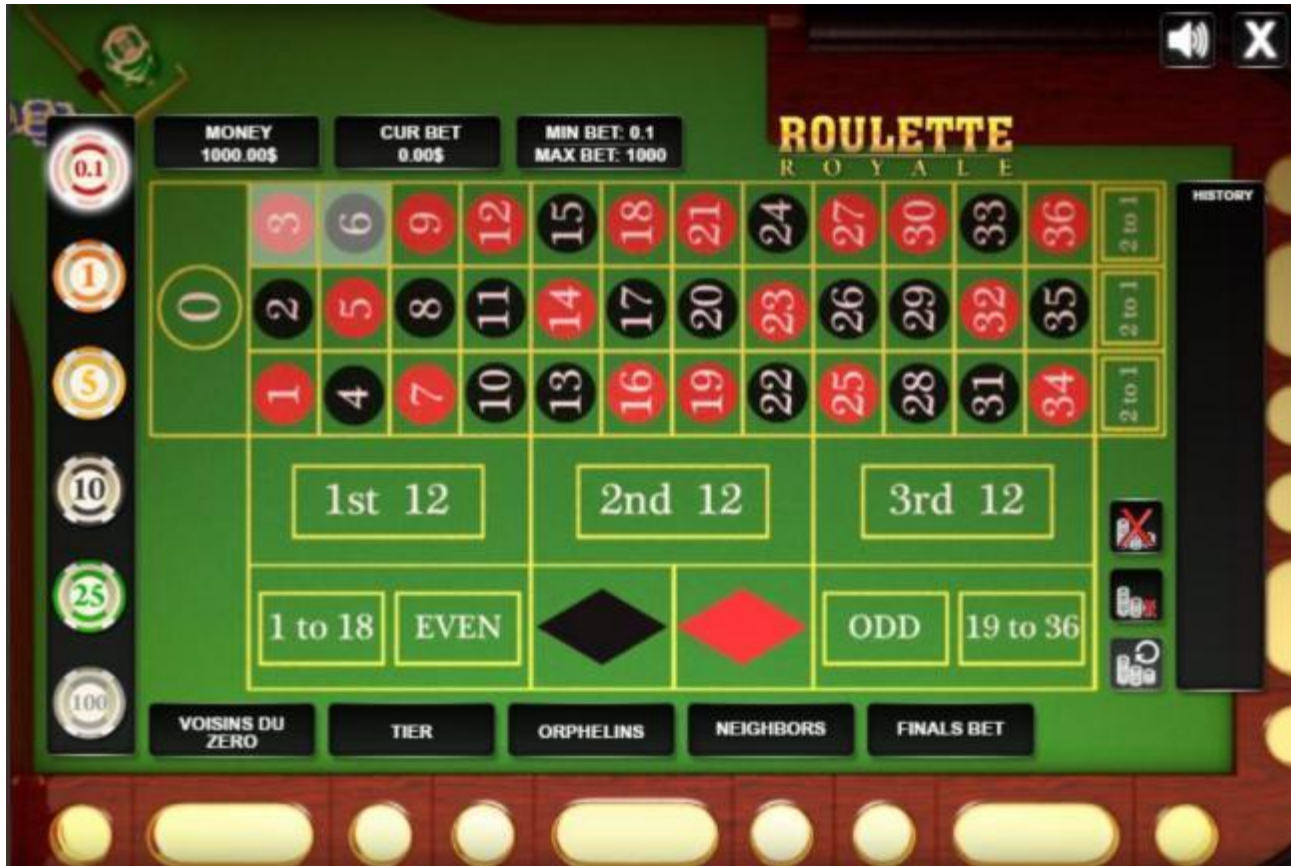 X
MONEY
1000.00$
CUR BET
0.00$
MIN BET: 0.1
MAX BET: 1000
ROULETTE
ROYALE
HISTORY
0.1
1
5
10
25
100
0
3 6 9 12 15 18 21 24 27 30 33 36 2 to 1
2 5 8 11 14 17 20 23 26 29 32 35 2 to 1
1 4 7 10 13 16 19 22 25 28 31 34 2 to 1
1st 12 2nd 12 3rd 12
1 to 18 EVEN ODD 19 to 36
VOISINS DU
ZERO
TIER
ORPHELINS
NEIGHBORS
FINALS BET